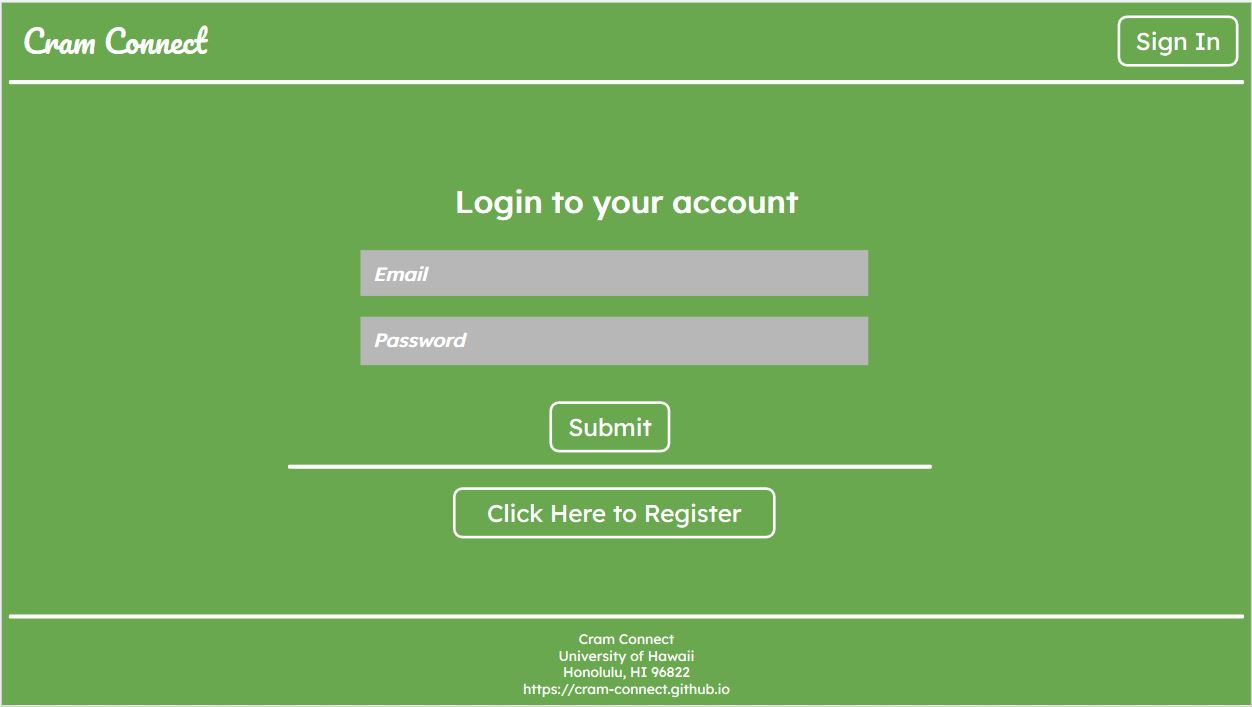 Cram Connect
Sign In
Login to your account
Email
Password
Submit
Click Here to Register
Cram Connect
University of Hawaii
Honolulu, HI 96822
https://cram-connect.github.io